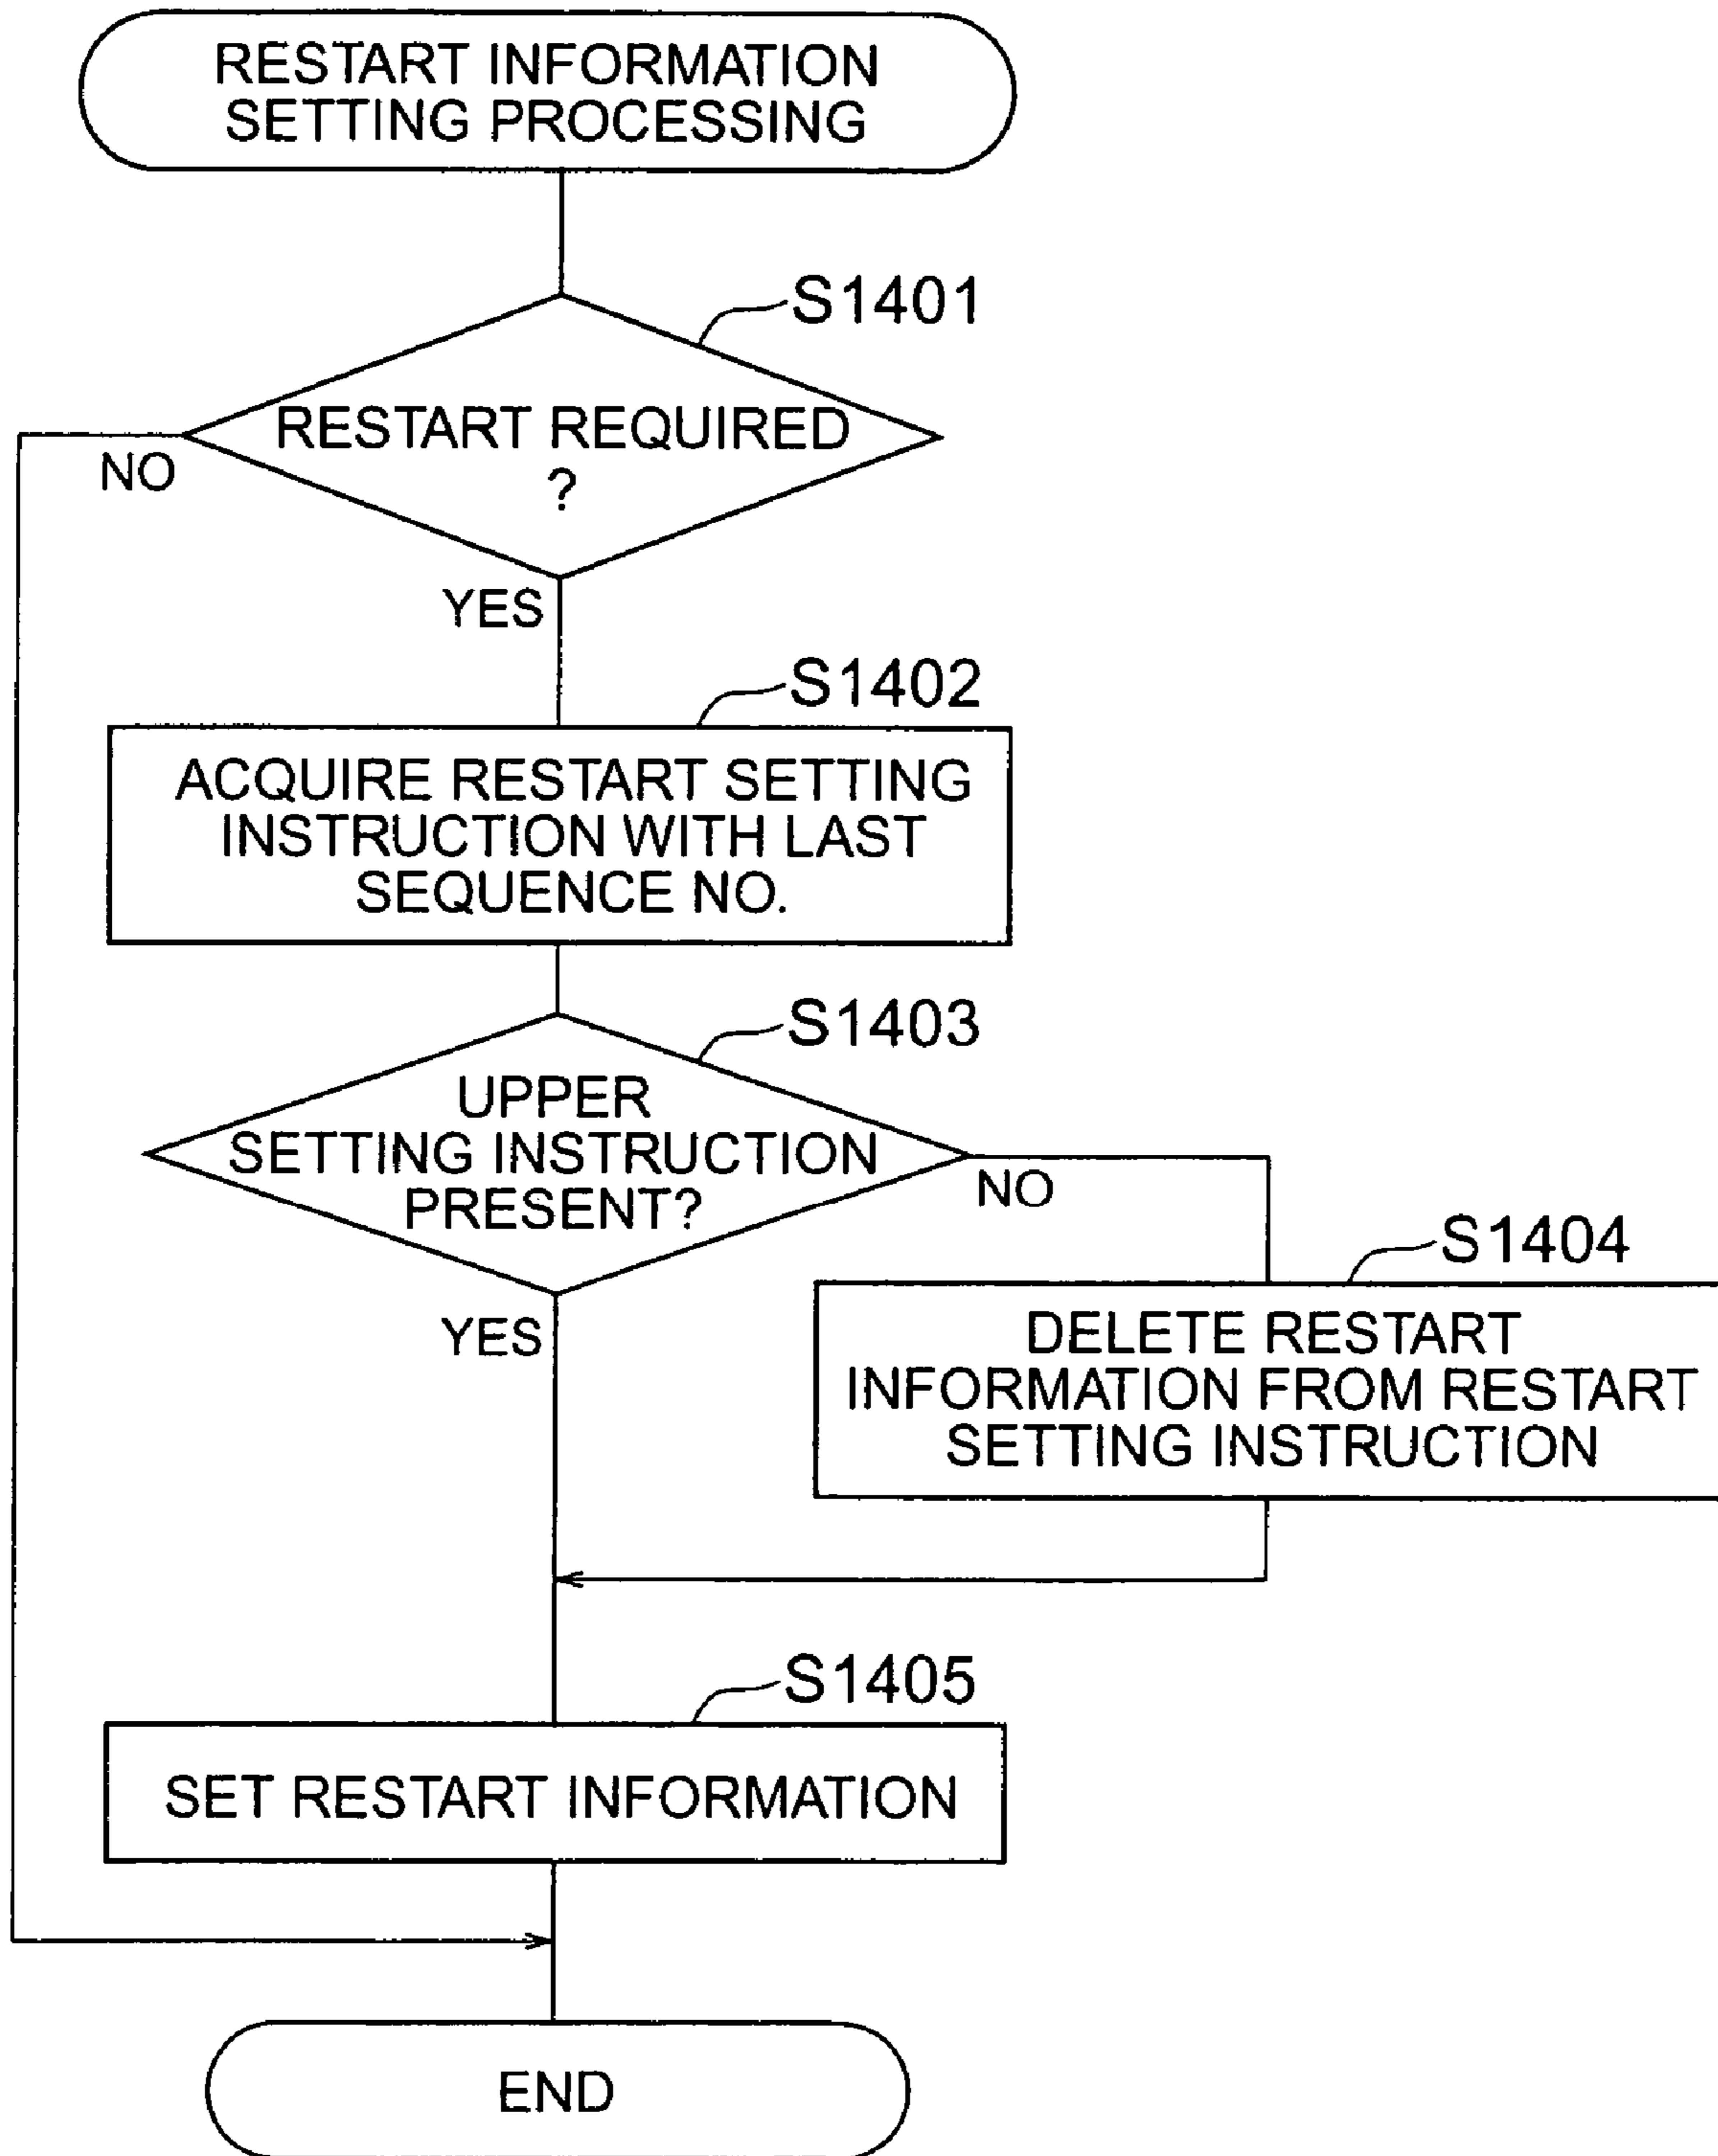 RESTART INFORMATION
SETTING PROCESSING
S1401
RESTART REQUIRED
?
NO
YES
S1402
ACQUIRE RESTART SETTING
INSTRUCTION WITH LAST
SEQUENCE NO.
S1403
UPPER
SETTING INSTRUCTION
PRESENT?
NO
YES
S1404
DELETE RESTART
INFORMATION FROM RESTART
SETTING INSTRUCTION
S1405
SET RESTART INFORMATION
END